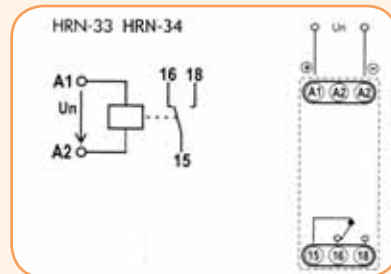 HRN-33 HRN-34
Un
16 18
A1
Un
A2
15
⊕ ⊖
A1 A2 A2
15 16 18